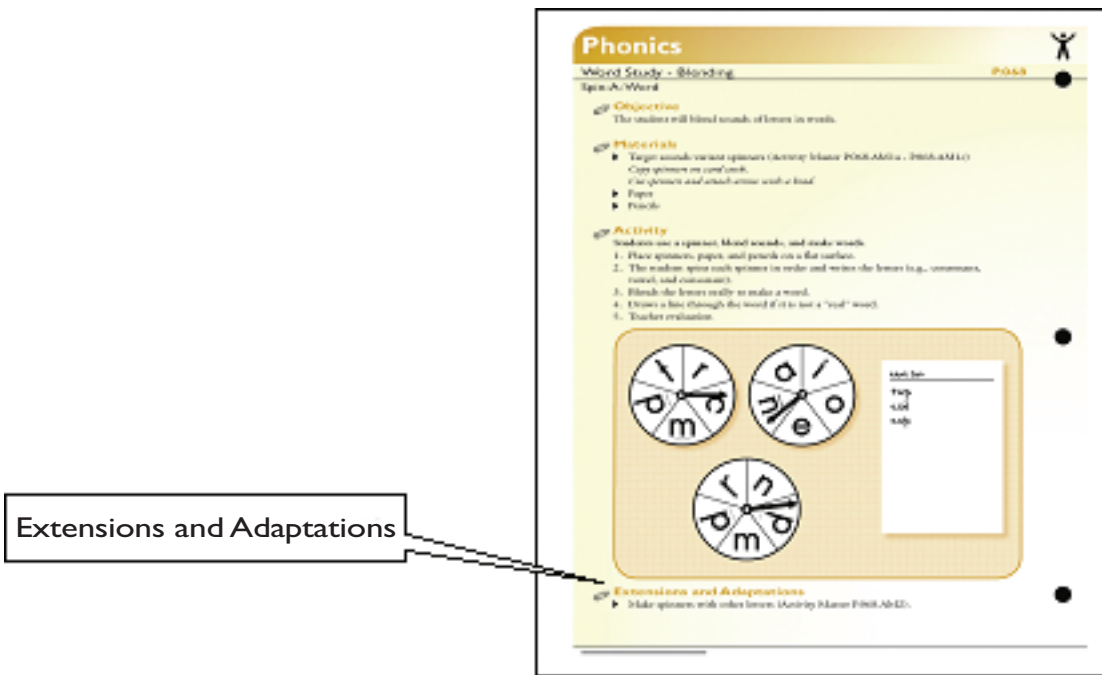 Phonics
Word Study - Blending P.068
Spin-A-Word
Objective
The student will blend sounds of letters in words.
Materials
Target sounds variant spinners (Activity Master P.068.AM1a - P.068.AM1c)
Copy spinners on card stock.
Cut spinners and attach arrows with a brad.
Paper
Pencils
Activity
Students use a spinner, blend sounds, and make words.
1. Place spinners, paper, and pencils on a flat surface.
2. The student spins each spinner in order and writes the letters (e.g., consonant,
vowel, and consonant).
3. Blends the letters orally to make a word.
4. Draws a line through the word if it is not a "real" word.
5. Teacher evaluation
t r c m d
a i o e u
r n p m d
Extensions and Adaptations
Extensions and Adaptations
Make spinners with other letters (Activity Master P.068.AM2).